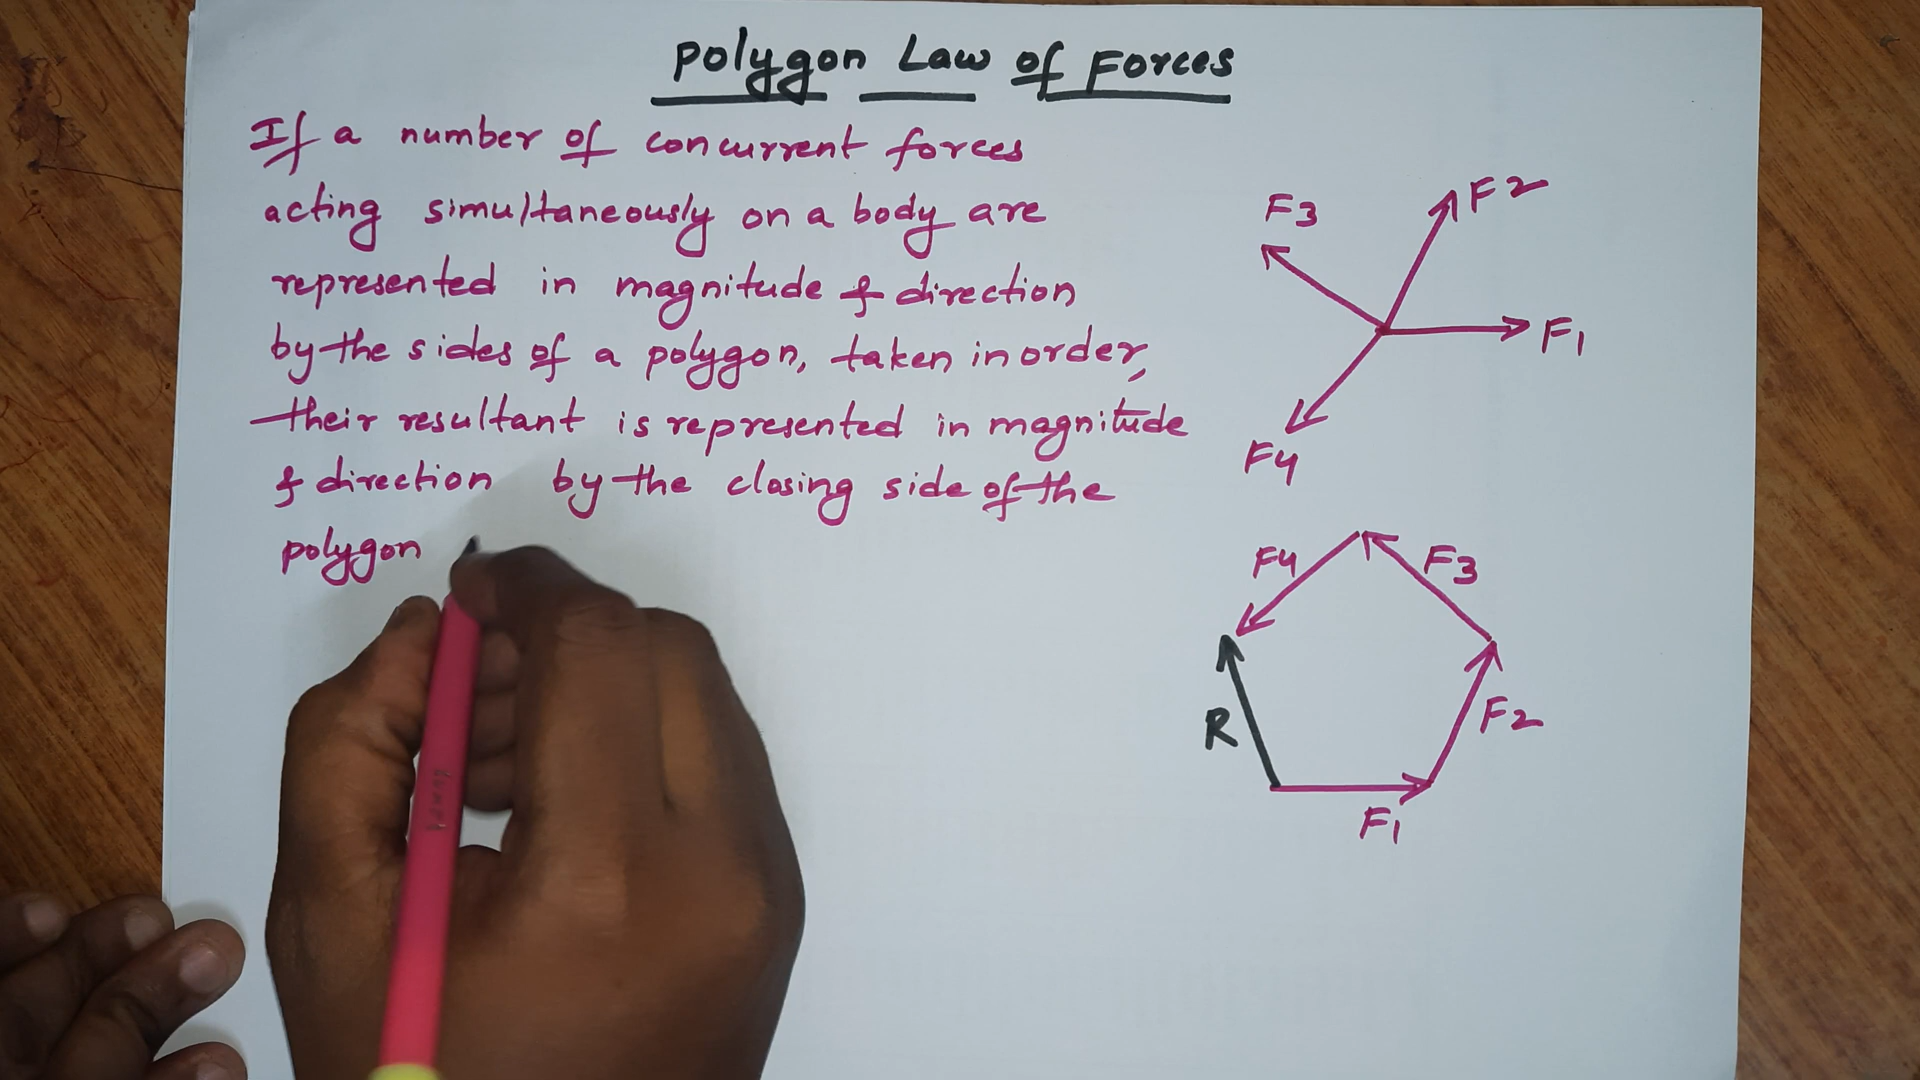 Polygon Law of Forces
If a number of concurrent forces
acting simultaneously on a body are
represented in magnitude & direction
by the sides of a polygon, taken in order,
their resultant is represented in magnitude
& direction by the closing side of the
polygon
F3
F2
F1
F4
F4
F3
R
F2
F1